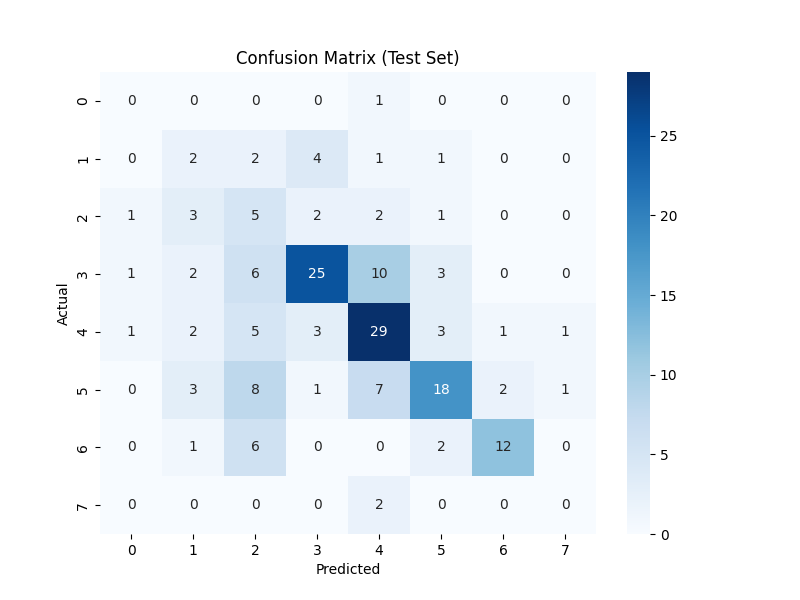 Confusion Matrix (Test Set)
0 0 0 0 0 1 0 0 0
1 0 2 2 4 1 1 0 0
2 1 3 5 2 2 1 0 0
3 1 2 6 25 10 3 0 0
4 1 2 5 3 29 3 1 1
5 0 3 8 1 7 18 2 1
6 0 1 6 0 0 2 12 0
7 0 0 0 0 2 0 0 0
0 1 2 3 4 5 6 7
Predicted
Actual
25
20
15
10
5
0